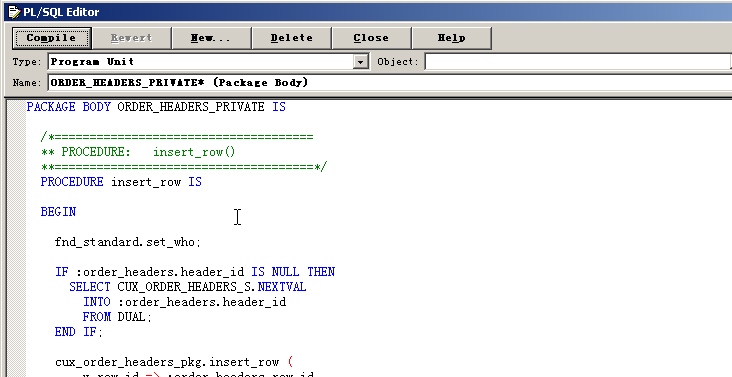 PL/SQL Editor
Compile Revert New... Delete Close Help
Type: Program Unit Object:
Name: ORDER_HEADERS_PRIVATE* (Package Body)
PACKAGE BODY ORDER_HEADERS_PRIVATE IS
/*=====================================
** PROCEDURE: insert_row()
**=====================================*/
PROCEDURE insert_row IS
BEGIN
fnd_standard.set_who;
IF :order_headers.header_id IS NULL THEN
SELECT CUX_ORDER_HEADERS_S.NEXTVAL
INTO :order_headers.header_id
FROM DUAL;
END IF;
cux_order_headers_pkg.insert_row (
x_row_id => :order_headers.row_id